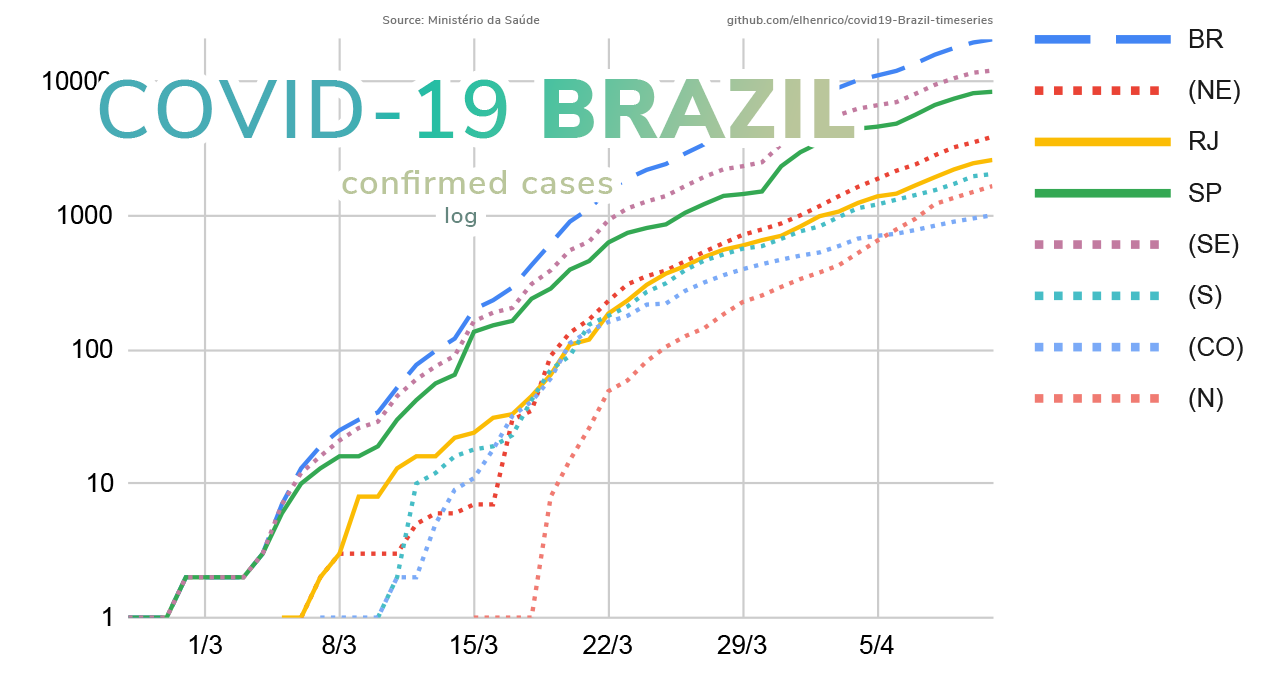 Source: Ministério da Saúde
github.com/elhenrico/covid19-Brazil-timeseries
COVID-19 BRAZIL
confirmed cases
log
10000
1000
100
10
1
1/3
8/3
15/3
22/3
29/3
5/4
BR
(NE)
RJ
SP
(SE)
(S)
(CO)
(N)